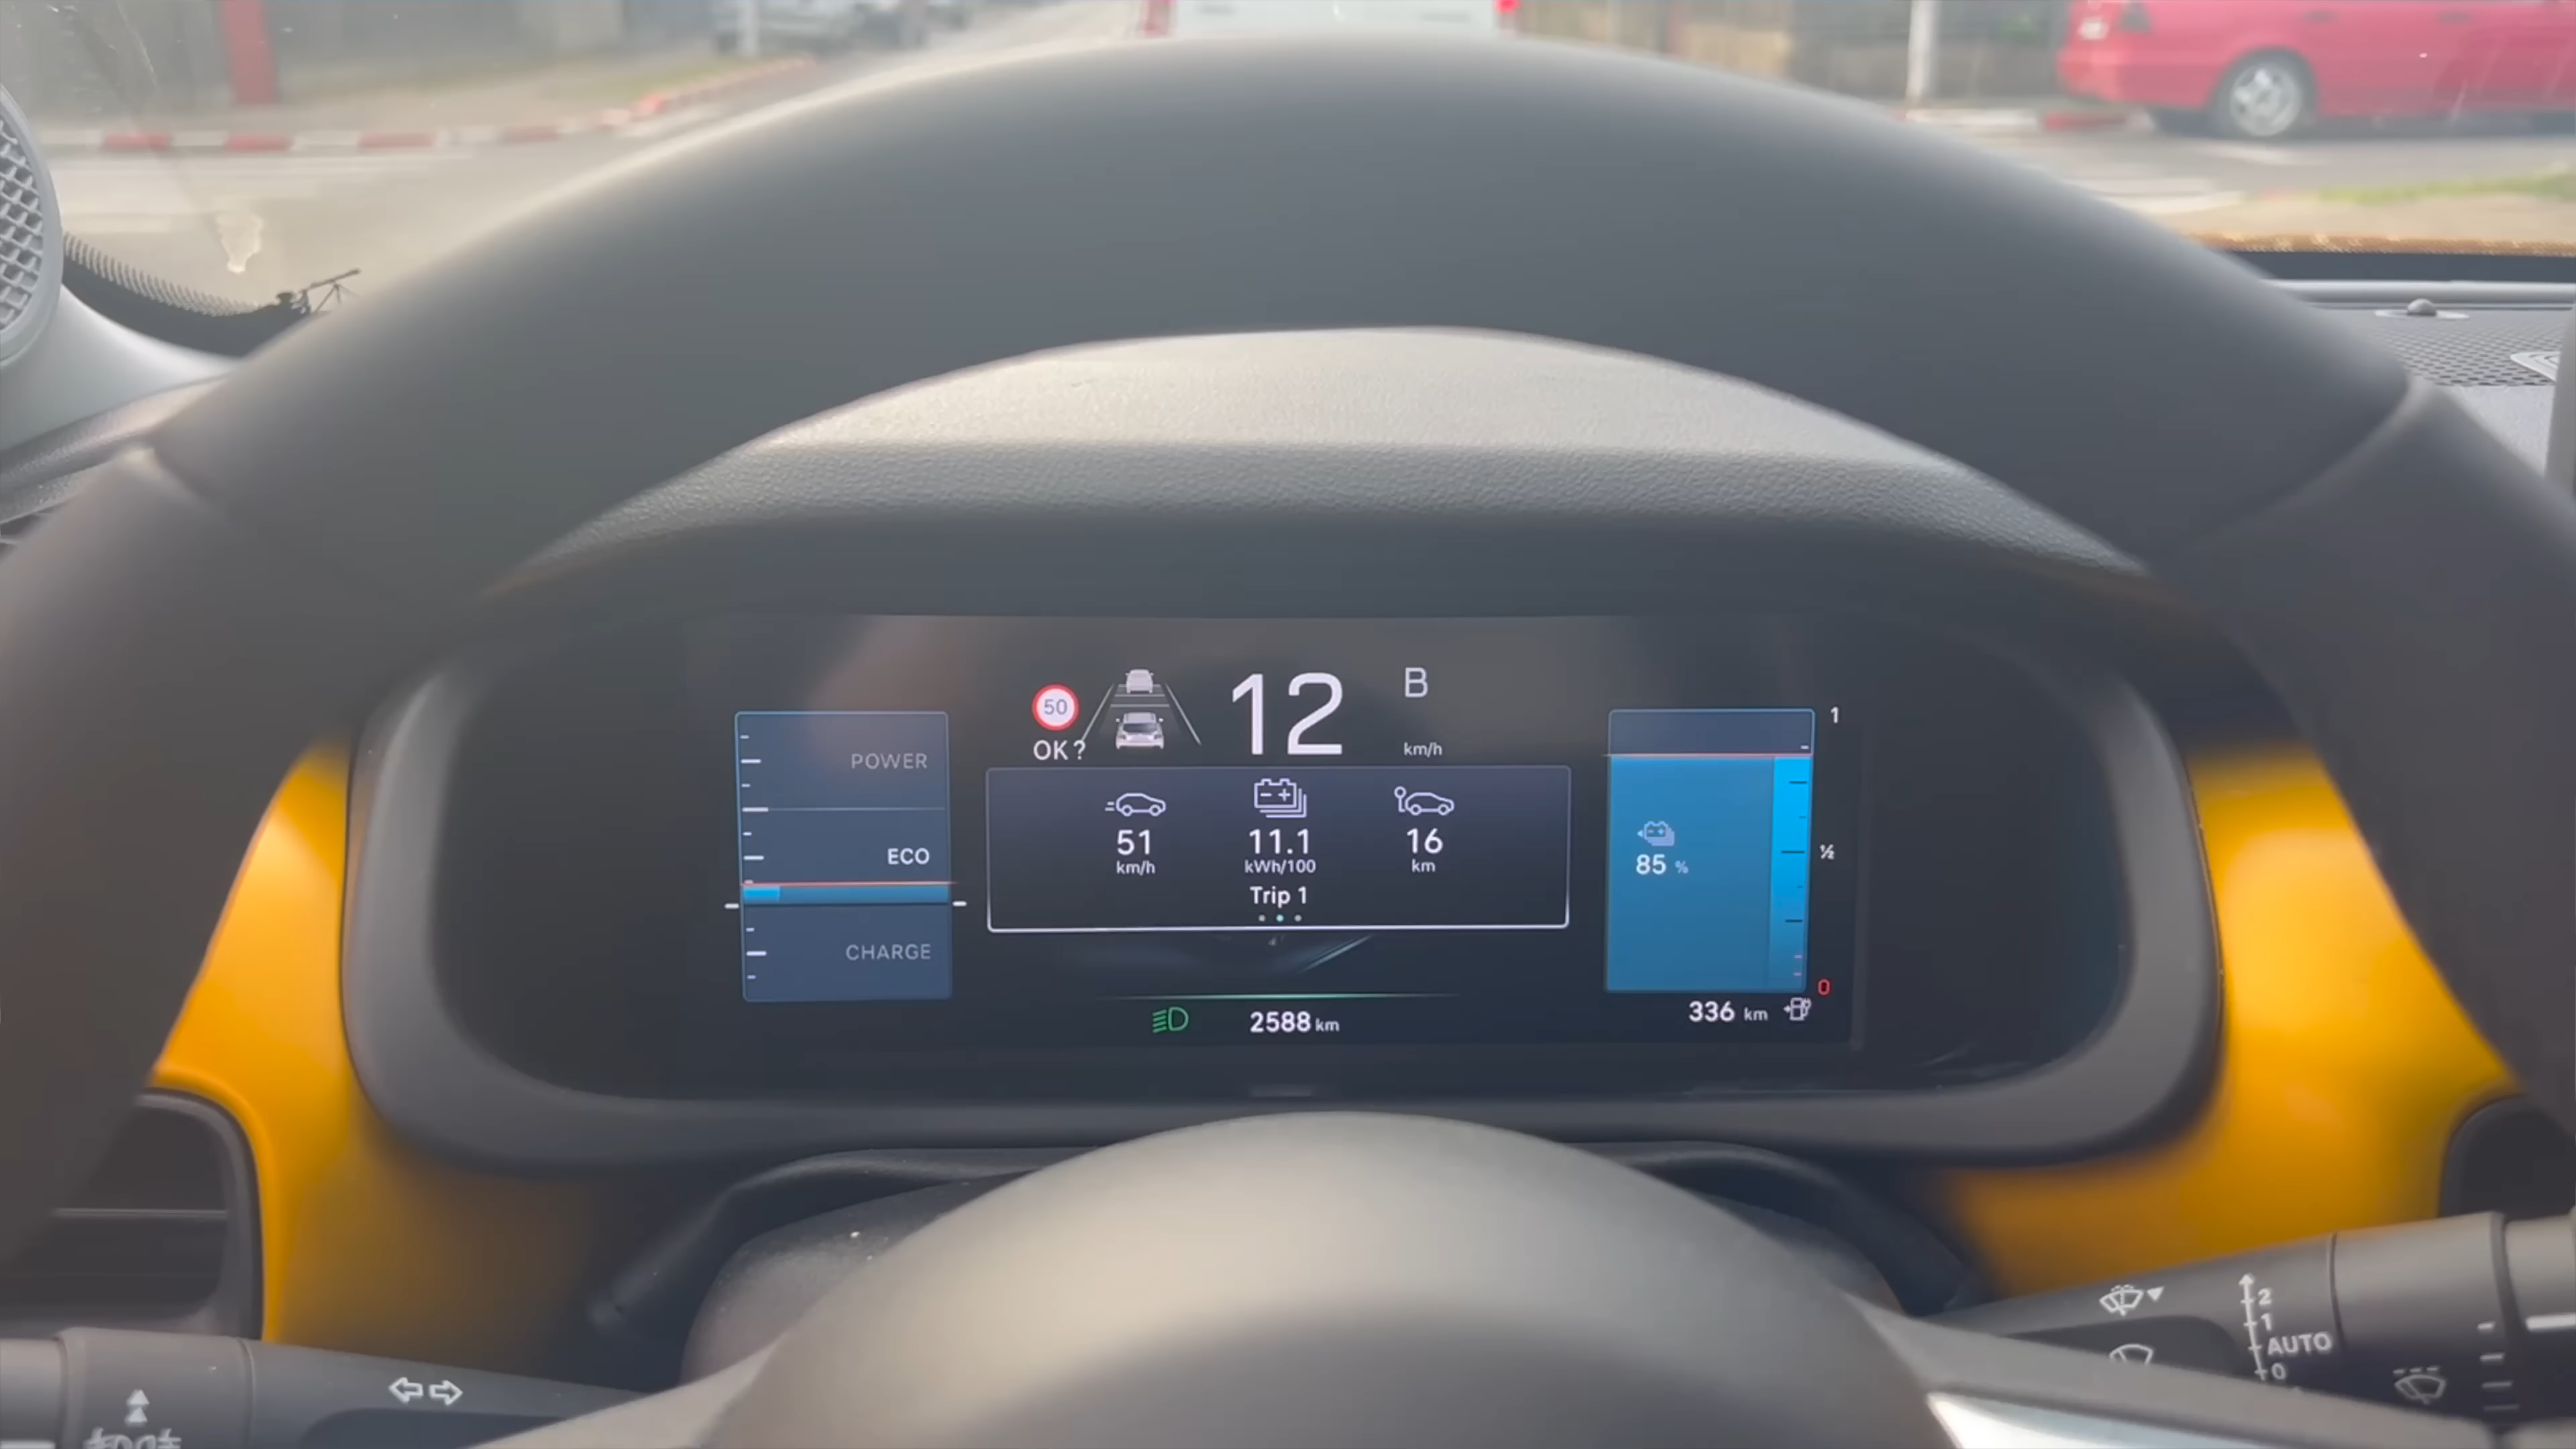 50
OK ?
12
B
km/h
POWER
ECO
CHARGE
51
km/h
11.1
kWh/100
16
km
Trip 1
1
½
0
85 %
336 km
2588 km
2
1
AUTO
0